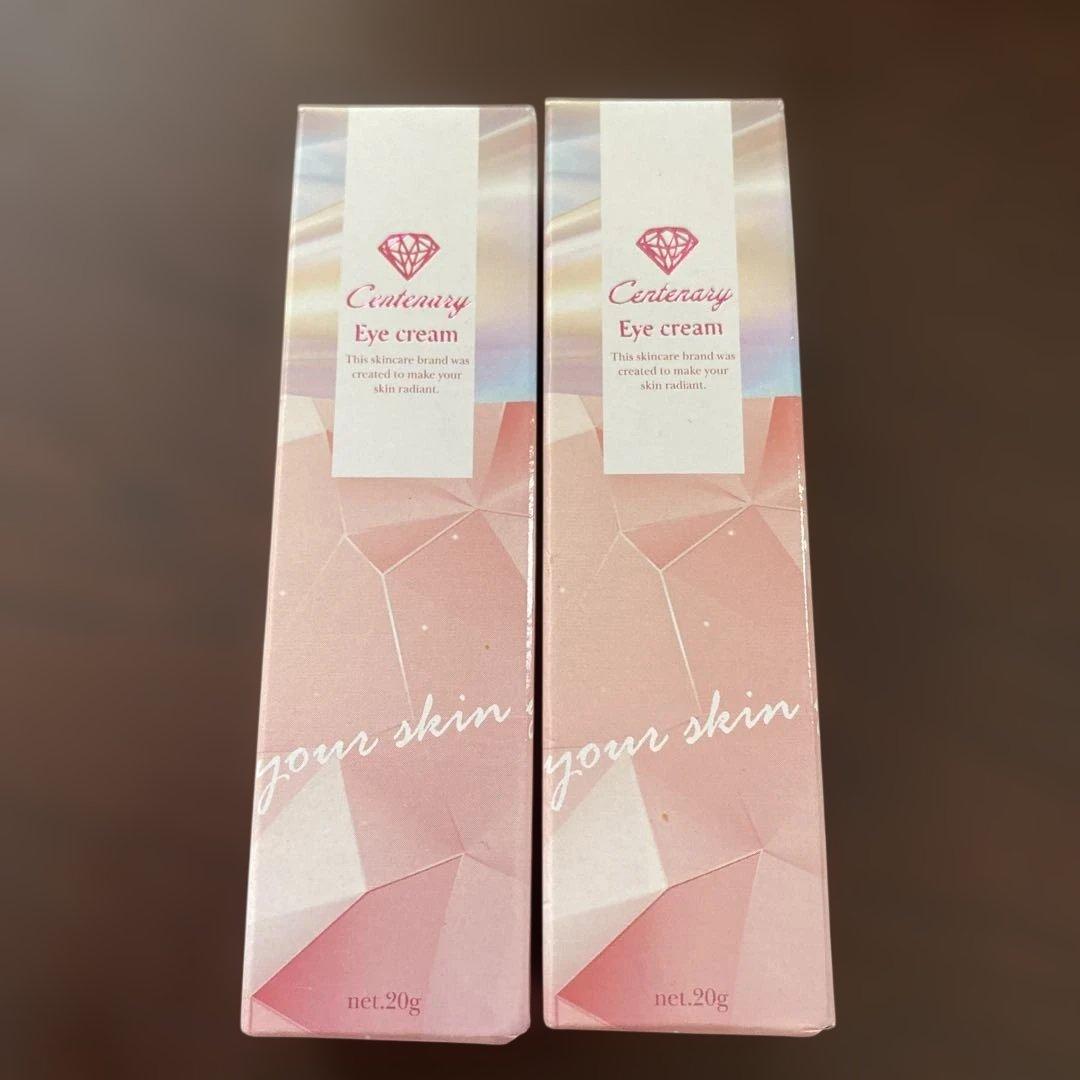 Centenary
Eye cream
This skincare brand was
created to make your
skin radiant.
your skin
net.20g
Centenary
Eye cream
This skincare brand was
created to make your
skin radiant.
your skin
net.20g